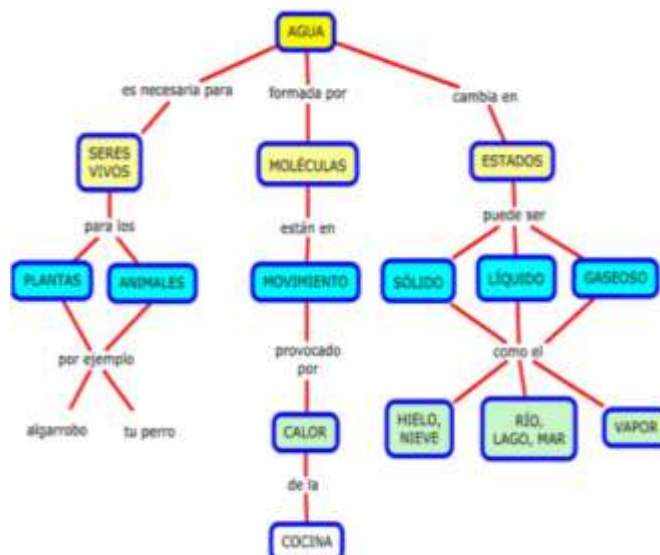 AGUA
es necesaria para
formada por
cambia en
SERES
VIVOS
MOLÉCULAS
ESTADOS
para los
están en
puede ser
PLANTAS
ANIMALES
MOVIMIENTO
SÓLIDO
LÍQUIDO
GASEOSO
por ejemplo
provocado
por
como el
algarrobo
tu perro
CALOR
HIELO,
NIEVE
RÍO,
LAGO, MAR
VAPOR
de la
COCINA